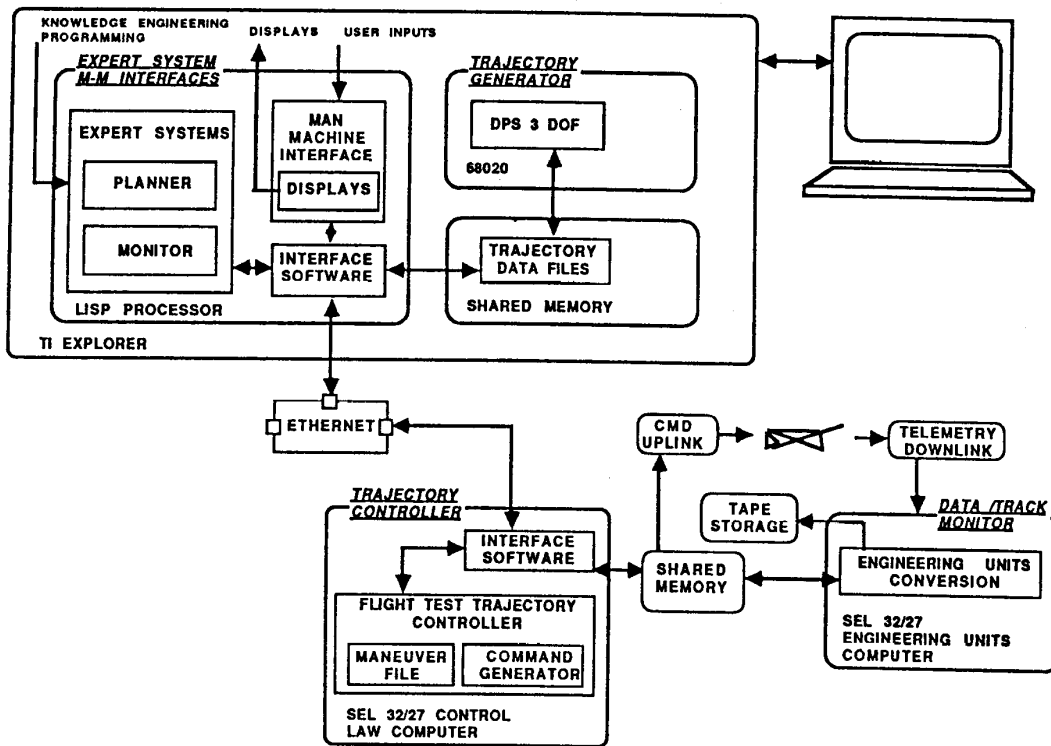 KNOWLEDGE ENGINEERING
PROGRAMMING
DISPLAYS
USER INPUTS
EXPERT SYSTEM
M-M INTERFACES
EXPERT SYSTEMS
PLANNER
MONITOR
LISP PROCESSOR
MAN
MACHINE
INTERFACE
DISPLAYS
INTERFACE
SOFTWARE
TRAJECTORY
GENERATOR
DPS 3 DOF
68020
TRAJECTORY
DATA FILES
SHARED MEMORY
TI EXPLORER
ETHERNET
TRAJECTORY
CONTROLLER
INTERFACE
SOFTWARE
FLIGHT TEST TRAJECTORY
CONTROLLER
MANEUVER
FILE
COMMAND
GENERATOR
SEL 32/27 CONTROL
LAW COMPUTER
CMD
UPLINK
TELEMETRY
DOWNLINK
TAPE
STORAGE
SHARED
MEMORY
DATA /TRACK
MONITOR
ENGINEERING UNITS
CONVERSION
SEL 32/27
ENGINEERING UNITS
COMPUTER